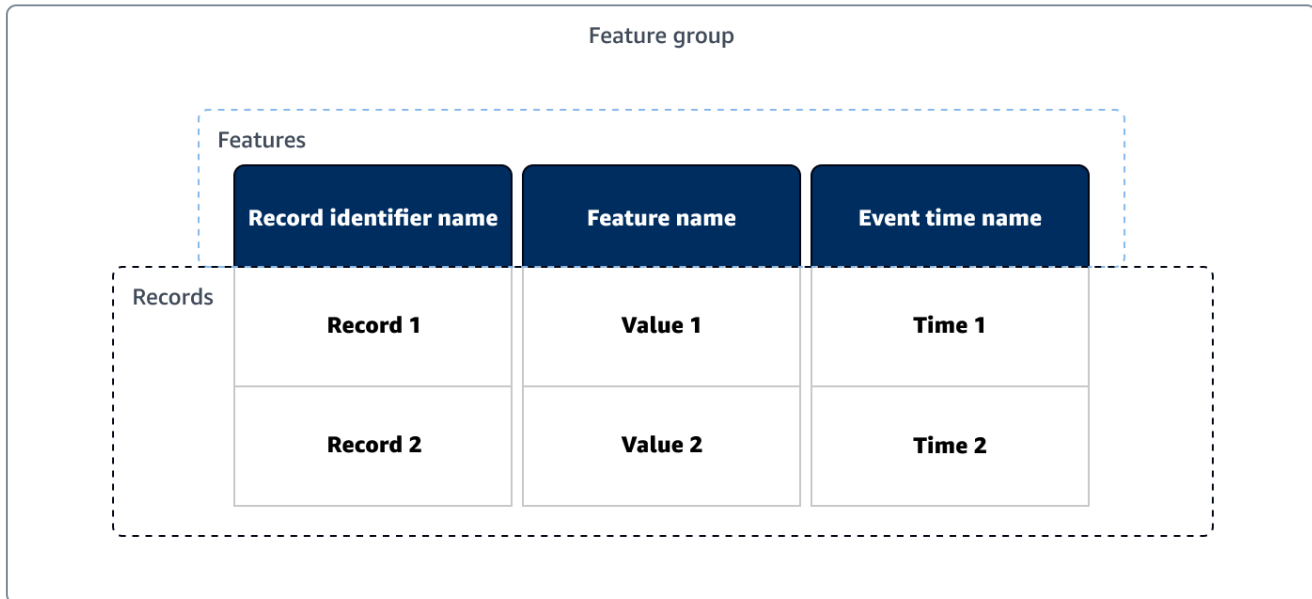 Feature group
Features
Record identifier name Feature name Event time name
Records
Record 1 Value 1 Time 1
Record 2 Value 2 Time 2